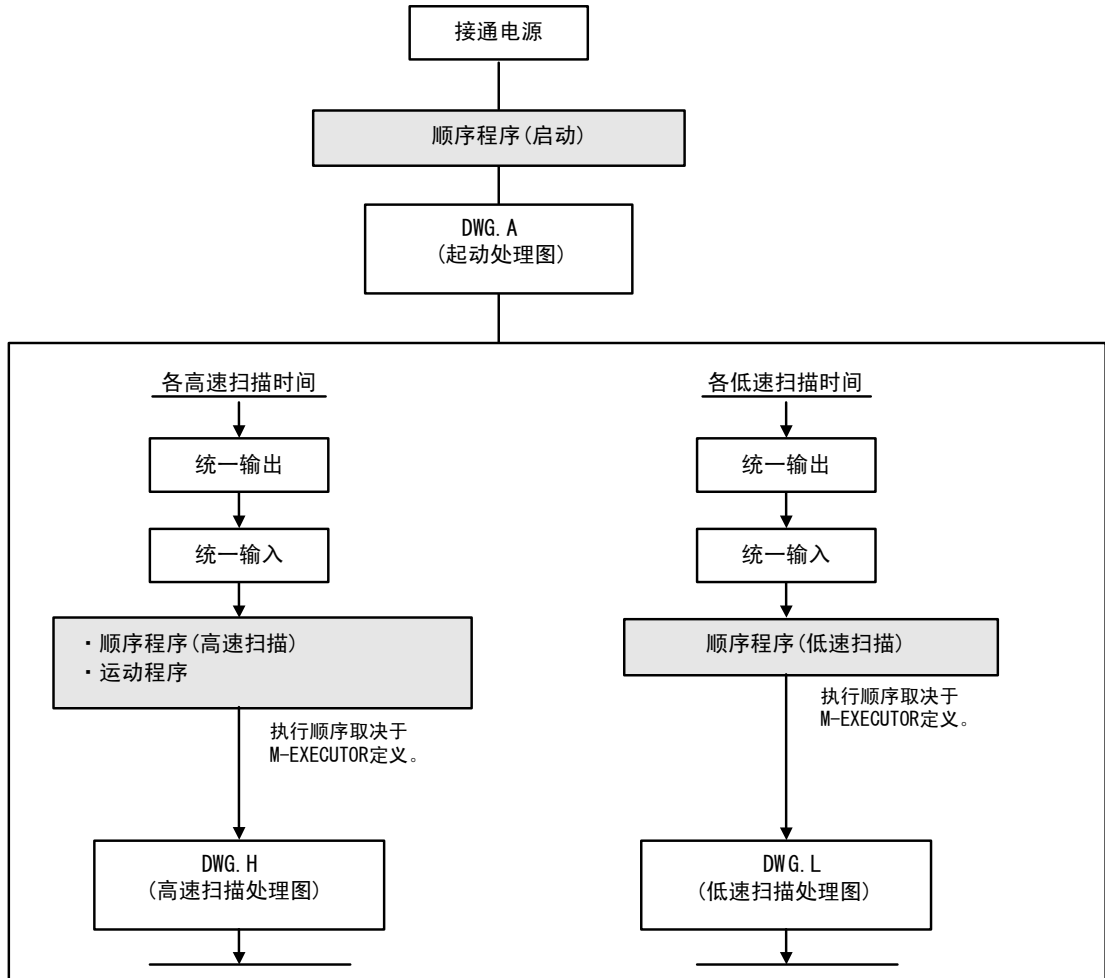 接通电源
顺序程序(启动)
DWG.A
(起动处理图)
各高速扫描时间
统一输出
统一输入
・顺序程序(高速扫描)
・运动程序
执行顺序取决于
M-EXECUTOR定义。
DWG.H
(高速扫描处理图)
各低速扫描时间
统一输出
统一输入
顺序程序(低速扫描)
执行顺序取决于
M-EXECUTOR定义。
DWG.L
(低速扫描处理图)